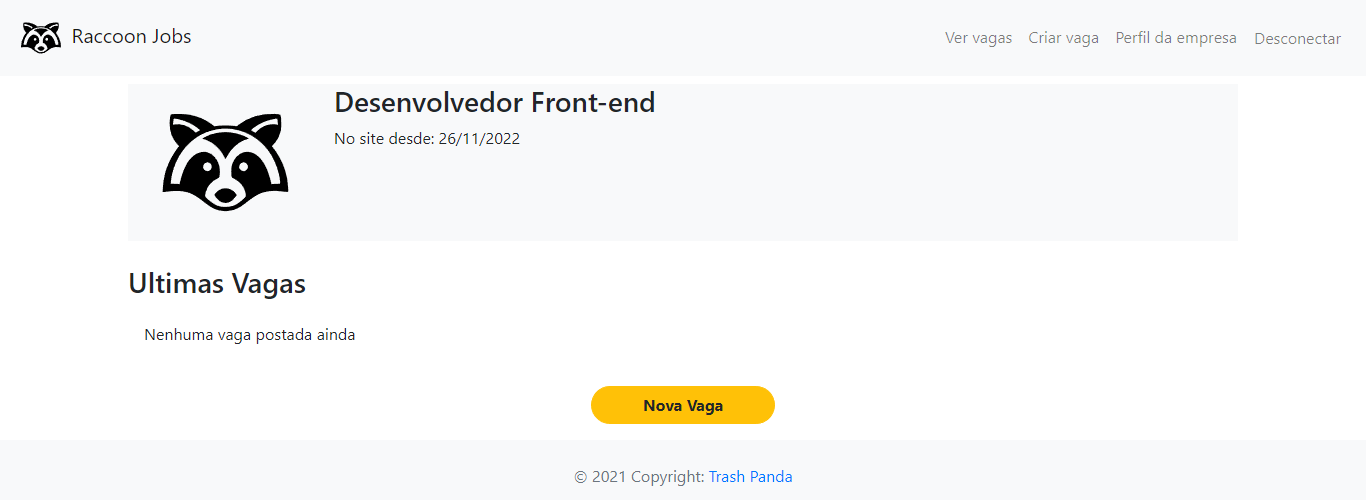 Raccoon Jobs
Ver vagas Criar vaga Perfil da empresa Desconectar
Desenvolvedor Front-end
No site desde: 26/11/2022
Ultimas Vagas
Nenhuma vaga postada ainda
Nova Vaga
© 2021 Copyright: Trash Panda